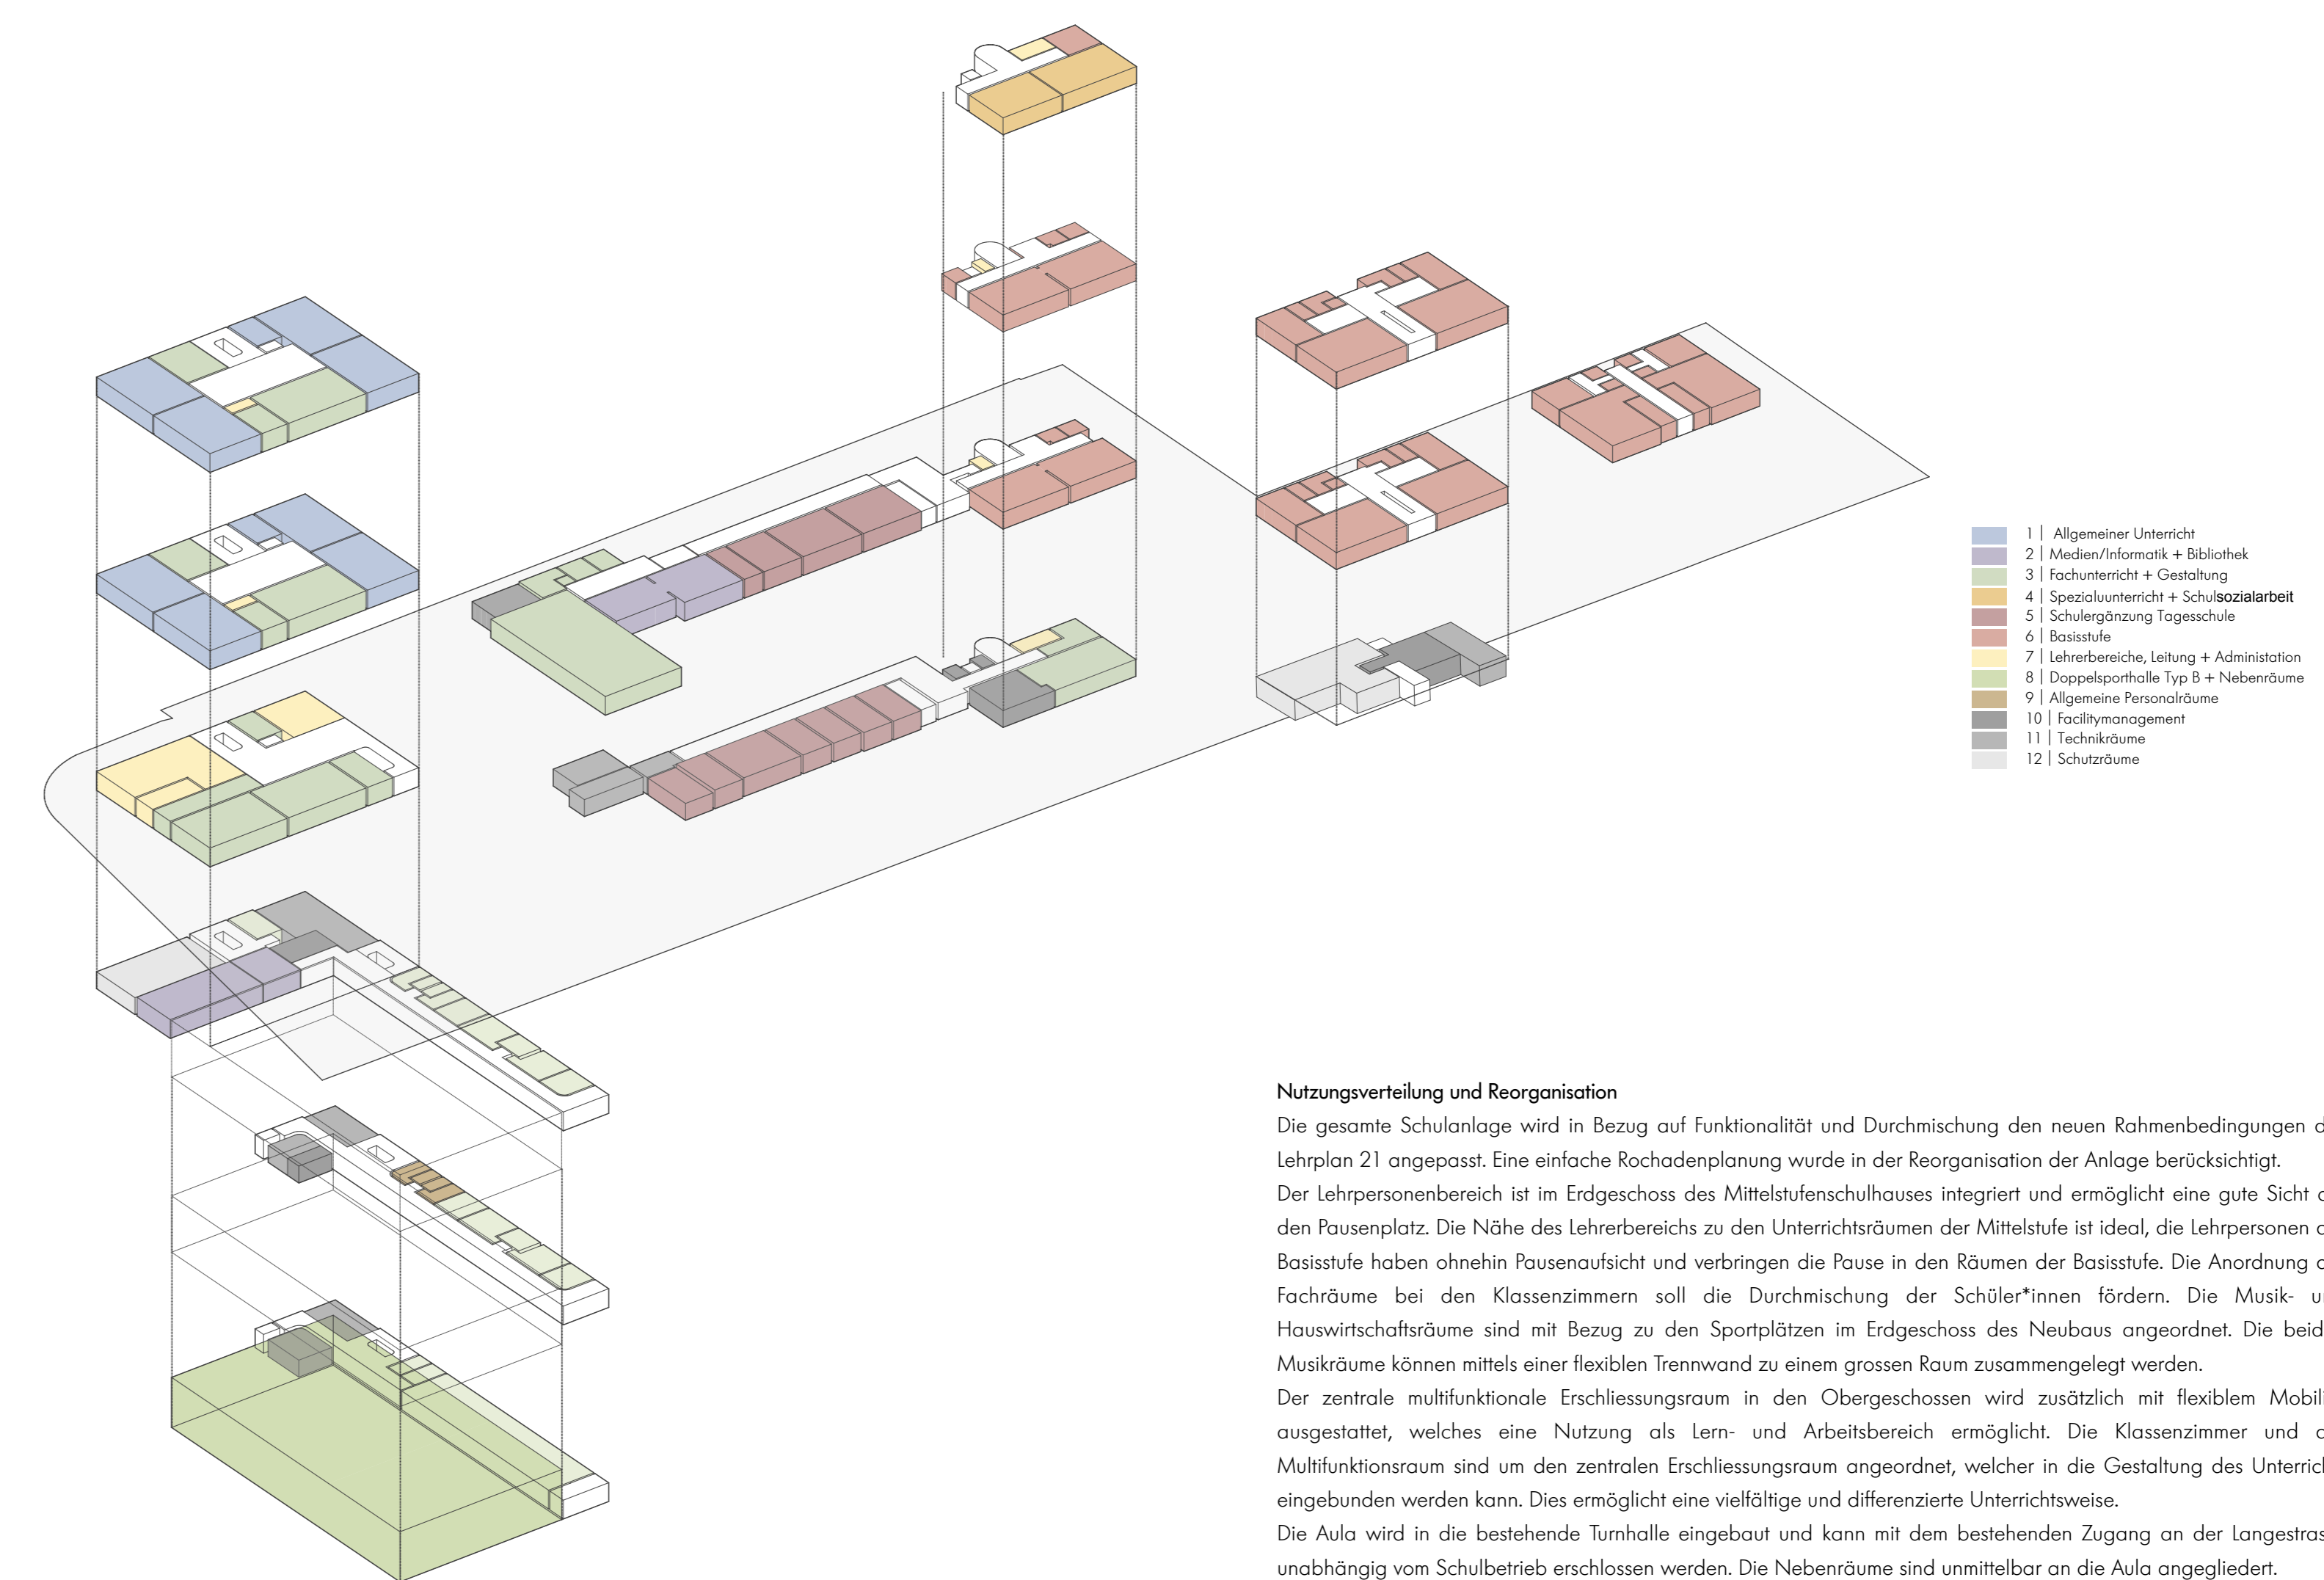 1 | Allgemeiner Unterricht
2 | Medien/Informatik + Bibliothek
3 | Fachunterricht + Gestaltung
4 | Spezialuunterricht + Schulsozialarbeit
5 | Schulergänzung Tagesschule
6 | Basisstufe
7 | Lehrerbereiche, Leitung + Administation
8 | Doppelsporthalle Typ B + Nebenräume
9 | Allgemeine Personalräume
10 | Facilitymanagement
11 | Technikräume
12 | Schutzräume
Nutzungsverteilung und Reorganisation
Die gesamte Schulanlage wird in Bezug auf Funktionalität und Durchmischung den neuen Rahmenbedingungen
Lehrplan 21 angepasst. Eine einfache Rochadenplanung wurde in der Reorganisation der Anlage berücksichtigt.
Der Lehrpersonenbereich ist im Erdgeschoss des Mittelstufenschulhauses integriert und ermöglicht eine gute Sicht
den Pausenplatz. Die Nähe des Lehrerbereichs zu den Unterrichtsräumen der Mittelstufe ist ideal, die Lehrpersonen
Basisstufe haben ohnehin Pausenaufsicht und verbringen die Pause in den Räumen der Basisstufe. Die Anordnung
Fachräume bei den Klassenzimmern soll die Durchmischung der Schüler*innen fördern. Die Musik-
Hauswirtschaftsräume sind mit Bezug zu den Sportplätzen im Erdgeschoss des Neubaus angeordnet. Die beid
Musikräume können mittels einer flexiblen Trennwand zu einem grossen Raum zusammengelegt werden.
Der zentrale multifunktionale Erschliessungsraum in den Obergeschossen wird zusätzlich mit flexiblem Mobili
ausgestattet, welches eine Nutzung als Lern- und Arbeitsbereich ermöglicht. Die Klassenzimmer und
Multifunktionsraum sind um den zentralen Erschliessungsraum angeordnet, welcher in die Gestaltung des Unterrich
eingebunden werden kann. Dies ermöglicht eine vielfältige und differenzierte Unterrichtsweise.
Die Aula wird in die bestehende Turnhalle eingebaut und kann mit dem bestehenden Zugang an der Langestras
unabhängig vom Schulbetrieb erschlossen werden. Die Nebenräume sind unmittelbar an die Aula angegliedert.